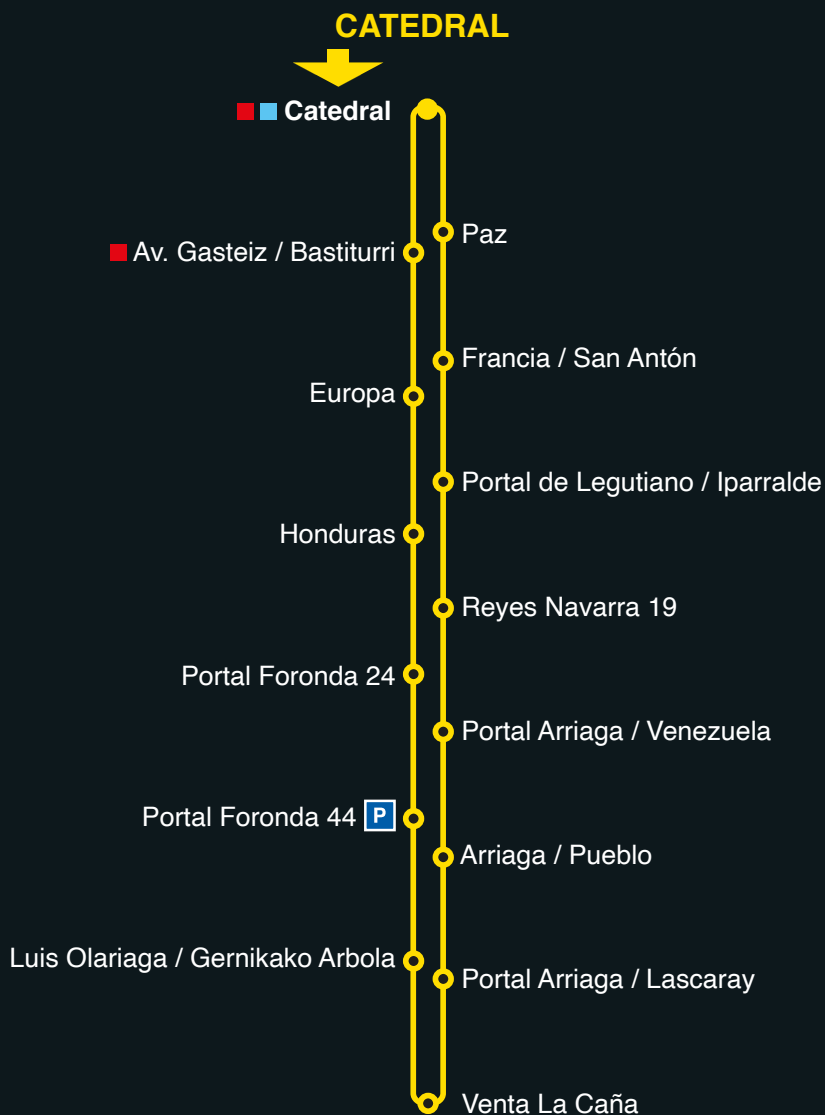 CATEDRAL
Catedral
Paz
Av. Gasteiz / Bastiturri
Francia / San Antón
Europa
Portal de Legutiano / Iparralde
Honduras
Reyes Navarra 19
Portal Foronda 24
Portal Arriaga / Venezuela
Portal Foronda 44 P
Arriaga / Pueblo
Luis Olariaga / Gernikako Arbola
Portal Arriaga / Lascaray
Venta La Caña